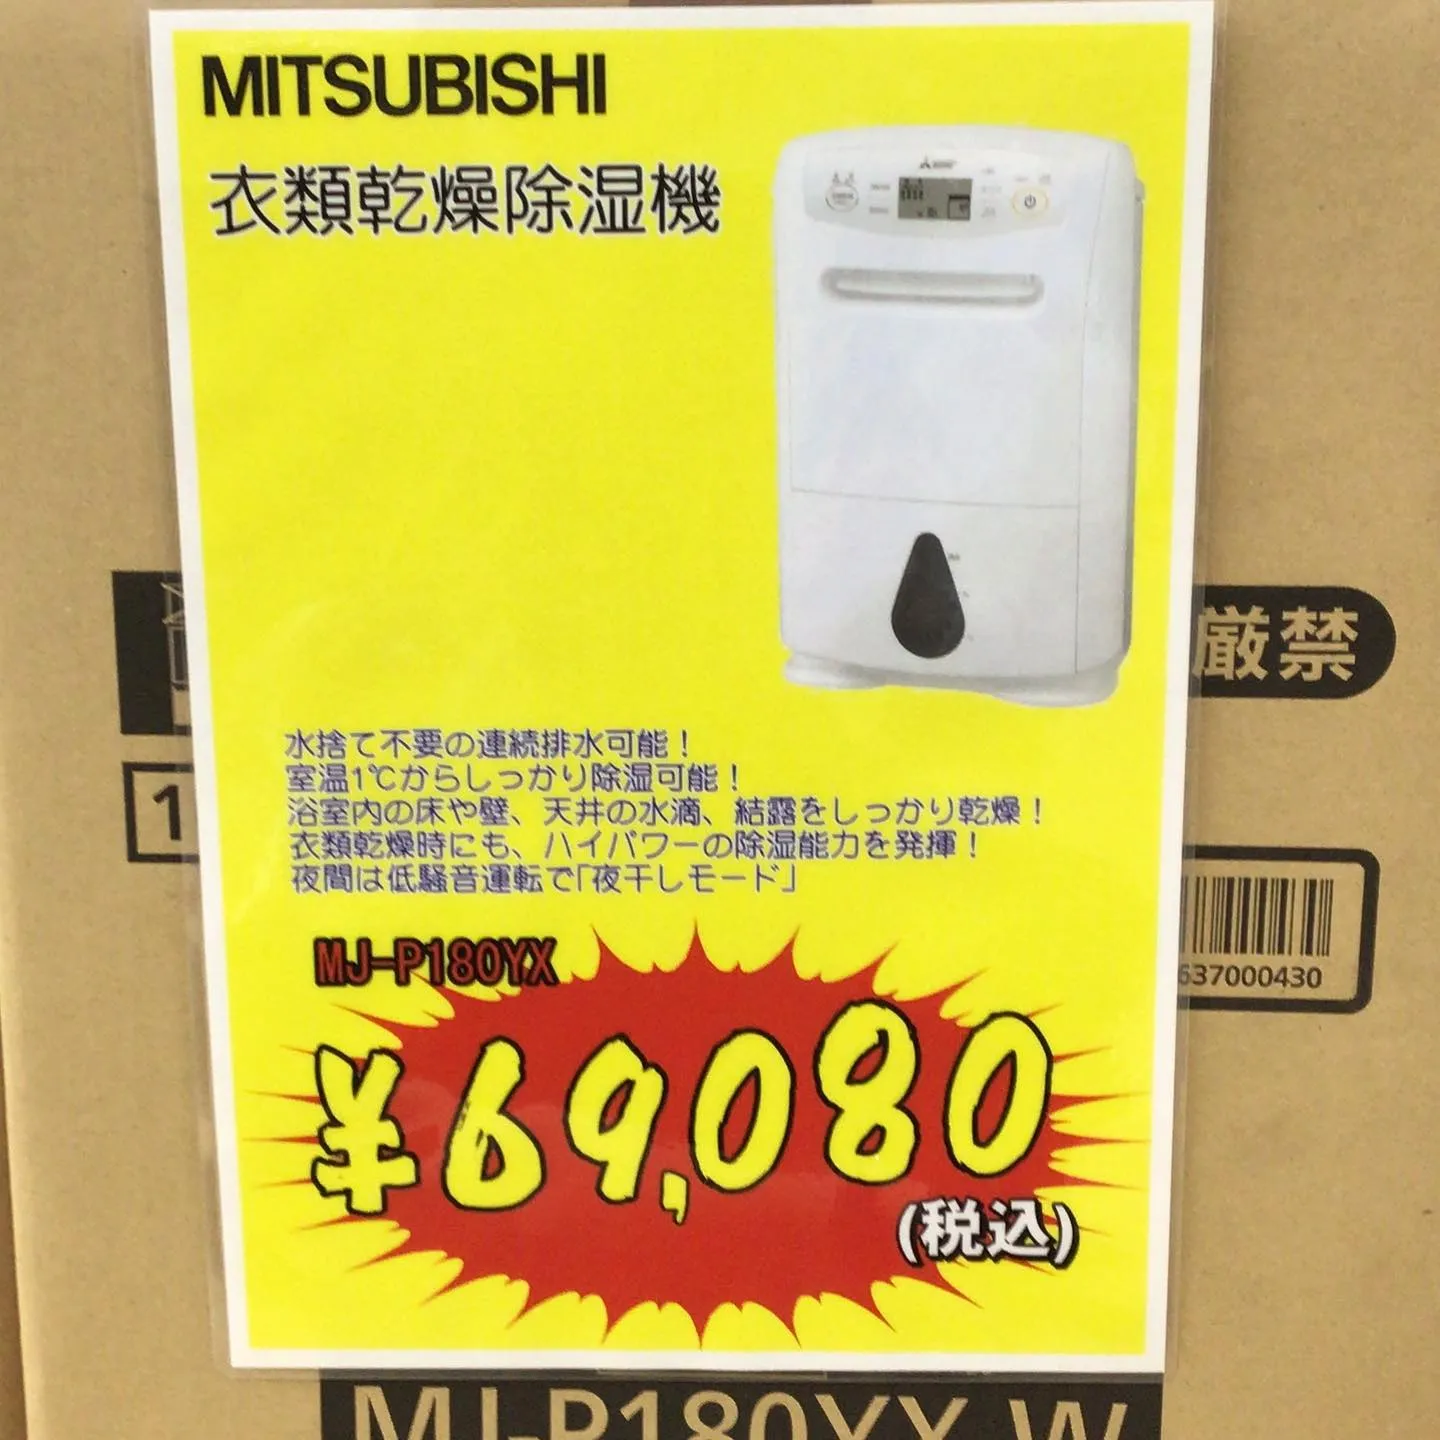 MITSUBISHI
衣類乾燥除湿機
水捨て不要の連続排水可能！
室温1℃からしっかり除湿可能！
浴室内の床や壁、天井の水滴、結露をしっかり乾燥！
衣類乾燥時にも、ハイパワーの除湿能力を発揮！
夜間は低騒音運転で「夜干しモード」
MJ-P180YX
¥69,080
(税込)
厳禁
1
637000430
MJ-P180YX-W